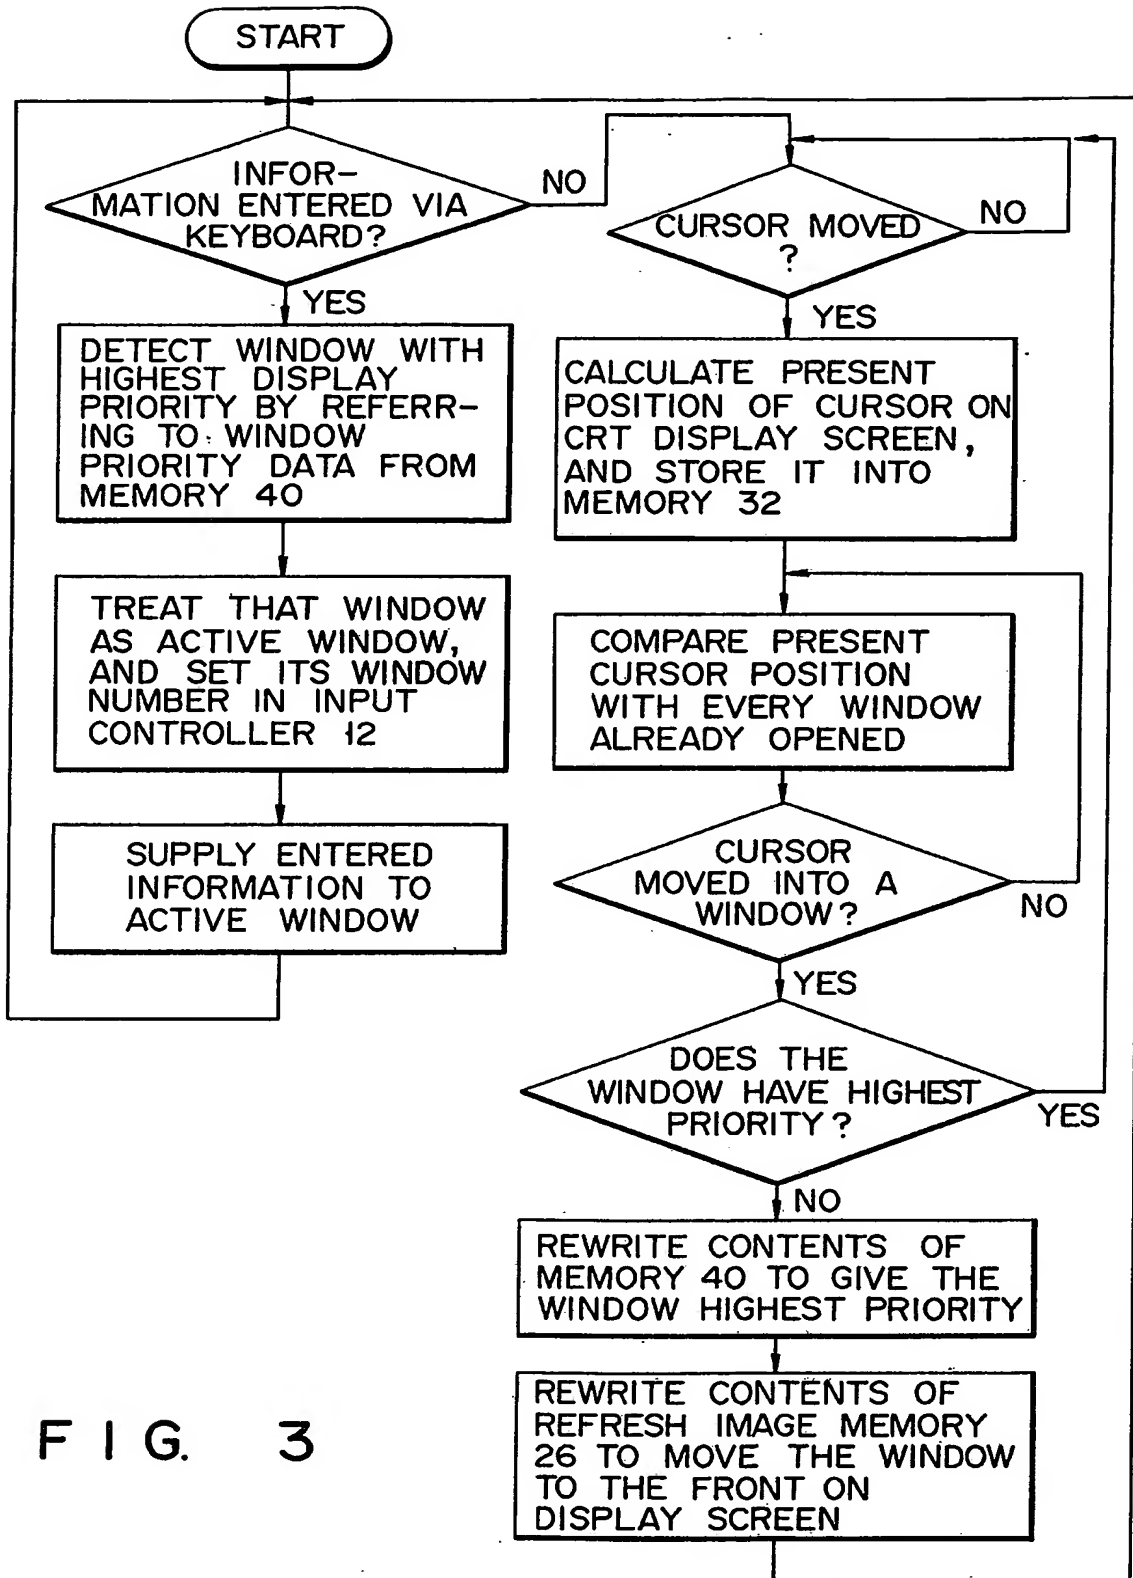 START
INFOR-
MATION ENTERED VIA
KEYBOARD?
NO
YES
DETECT WINDOW WITH
HIGHEST DISPLAY
PRIORITY BY REFERR-
ING TO WINDOW
PRIORITY DATA FROM
MEMORY 40
TREAT THAT WINDOW
AS ACTIVE WINDOW,
AND SET ITS WINDOW
NUMBER IN INPUT
CONTROLLER 12
SUPPLY ENTERED
INFORMATION TO
ACTIVE WINDOW
CURSOR MOVED
?
NO
YES
CALCULATE PRESENT
POSITION OF CURSOR ON
CRT DISPLAY SCREEN,
AND STORE IT INTO
MEMORY 32
COMPARE PRESENT
CURSOR POSITION
WITH EVERY WINDOW
ALREADY OPENED
CURSOR
MOVED INTO A
WINDOW?
NO
YES
DOES THE
WINDOW HAVE HIGHEST
PRIORITY?
YES
NO
REWRITE CONTENTS OF
MEMORY 40 TO GIVE THE
WINDOW HIGHEST PRIORITY
REWRITE CONTENTS OF
REFRESH IMAGE MEMORY
26 TO MOVE THE WINDOW
TO THE FRONT ON
DISPLAY SCREEN
FIG. 3